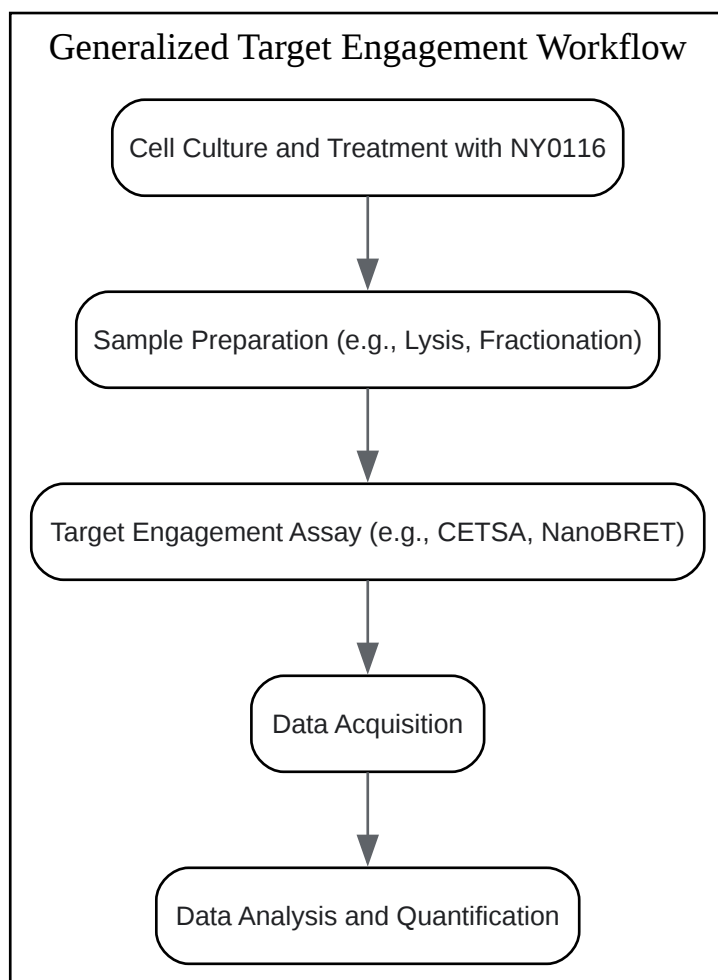 Generalized Target Engagement Workflow
Cell Culture and Treatment with NY0116
Sample Preparation (e.g., Lysis, Fractionation)
Target Engagement Assay (e.g., CETSA, NanoBRET)
Data Acquisition
Data Analysis and Quantification